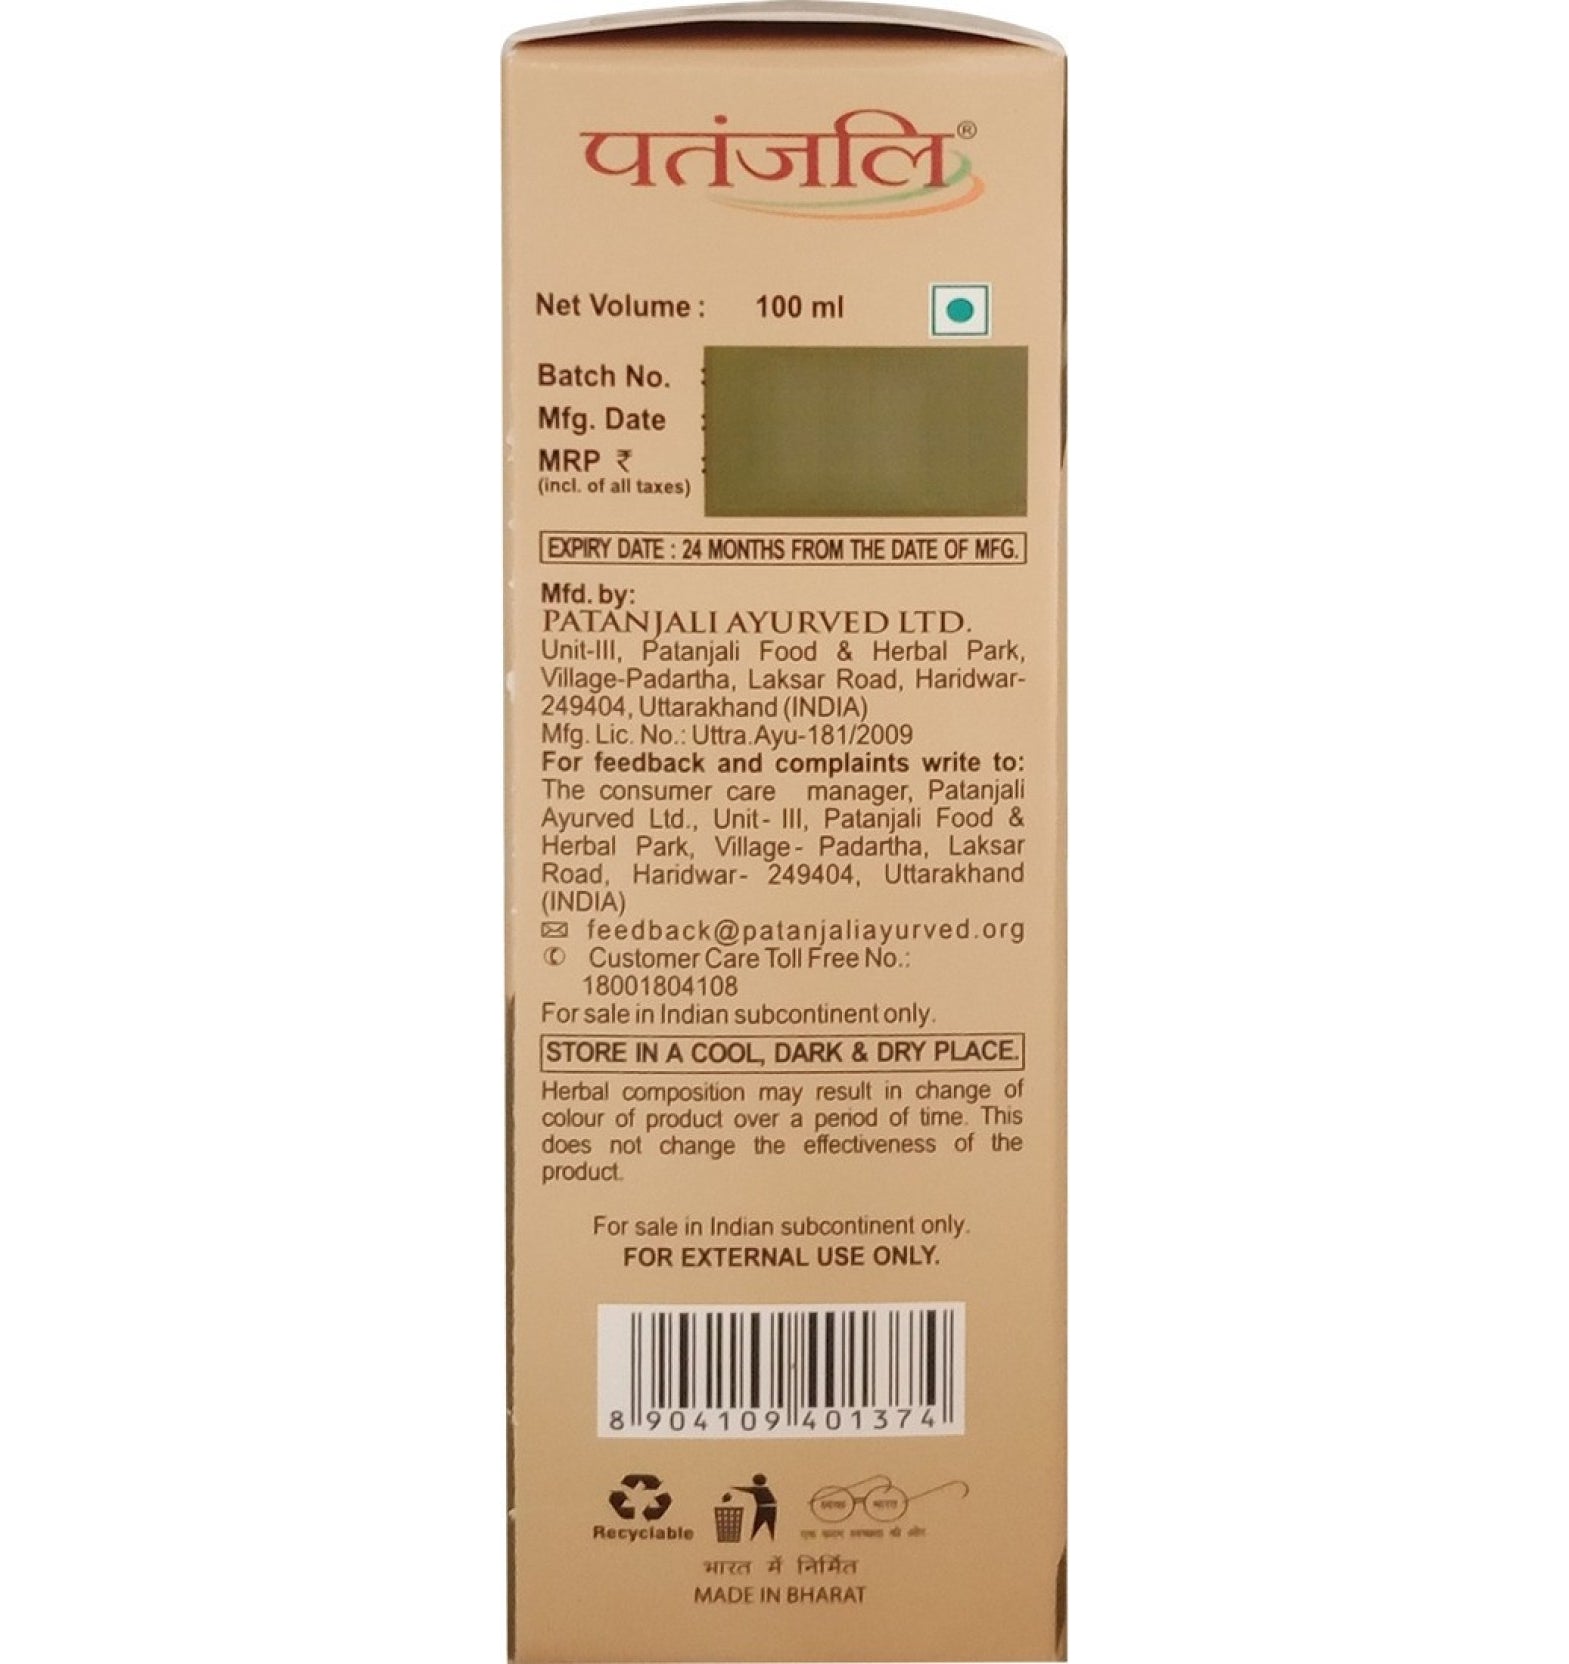 पतंजलि®
Net Volume : 100 ml
Batch No. :
Mfg. Date :
MRP ₹ :
(incl. of all taxes)
EXPIRY DATE : 24 MONTHS FROM THE DATE OF MFG.
Mfd. by:
PATANJALI AYURVED LTD.
Unit-III, Patanjali Food & Herbal Park,
Village-Padartha, Laksar Road, Haridwar-
249404, Uttarakhand (INDIA)
Mfg. Lic. No.: Uttra.Ayu-181/2009
For feedback and complaints write to:
The consumer care manager, Patanjali
Ayurved Ltd., Unit- III, Patanjali Food &
Herbal Park, Village- Padartha, Laksar
Road, Haridwar- 249404, Uttarakhand
(INDIA)
feedback@patanjaliayurved.org
Customer Care Toll Free No.:
18001804108
For sale in Indian subcontinent only.
STORE IN A COOL, DARK & DRY PLACE.
Herbal composition may result in change of
colour of product over a period of time. This
does not change the effectiveness of the
product.
For sale in Indian subcontinent only.
FOR EXTERNAL USE ONLY.
8 904109 401374
स्वच्छ भारत
Recyclable
एक कदम स्वच्छता की ओर
भारत में निर्मित
MADE IN BHARAT